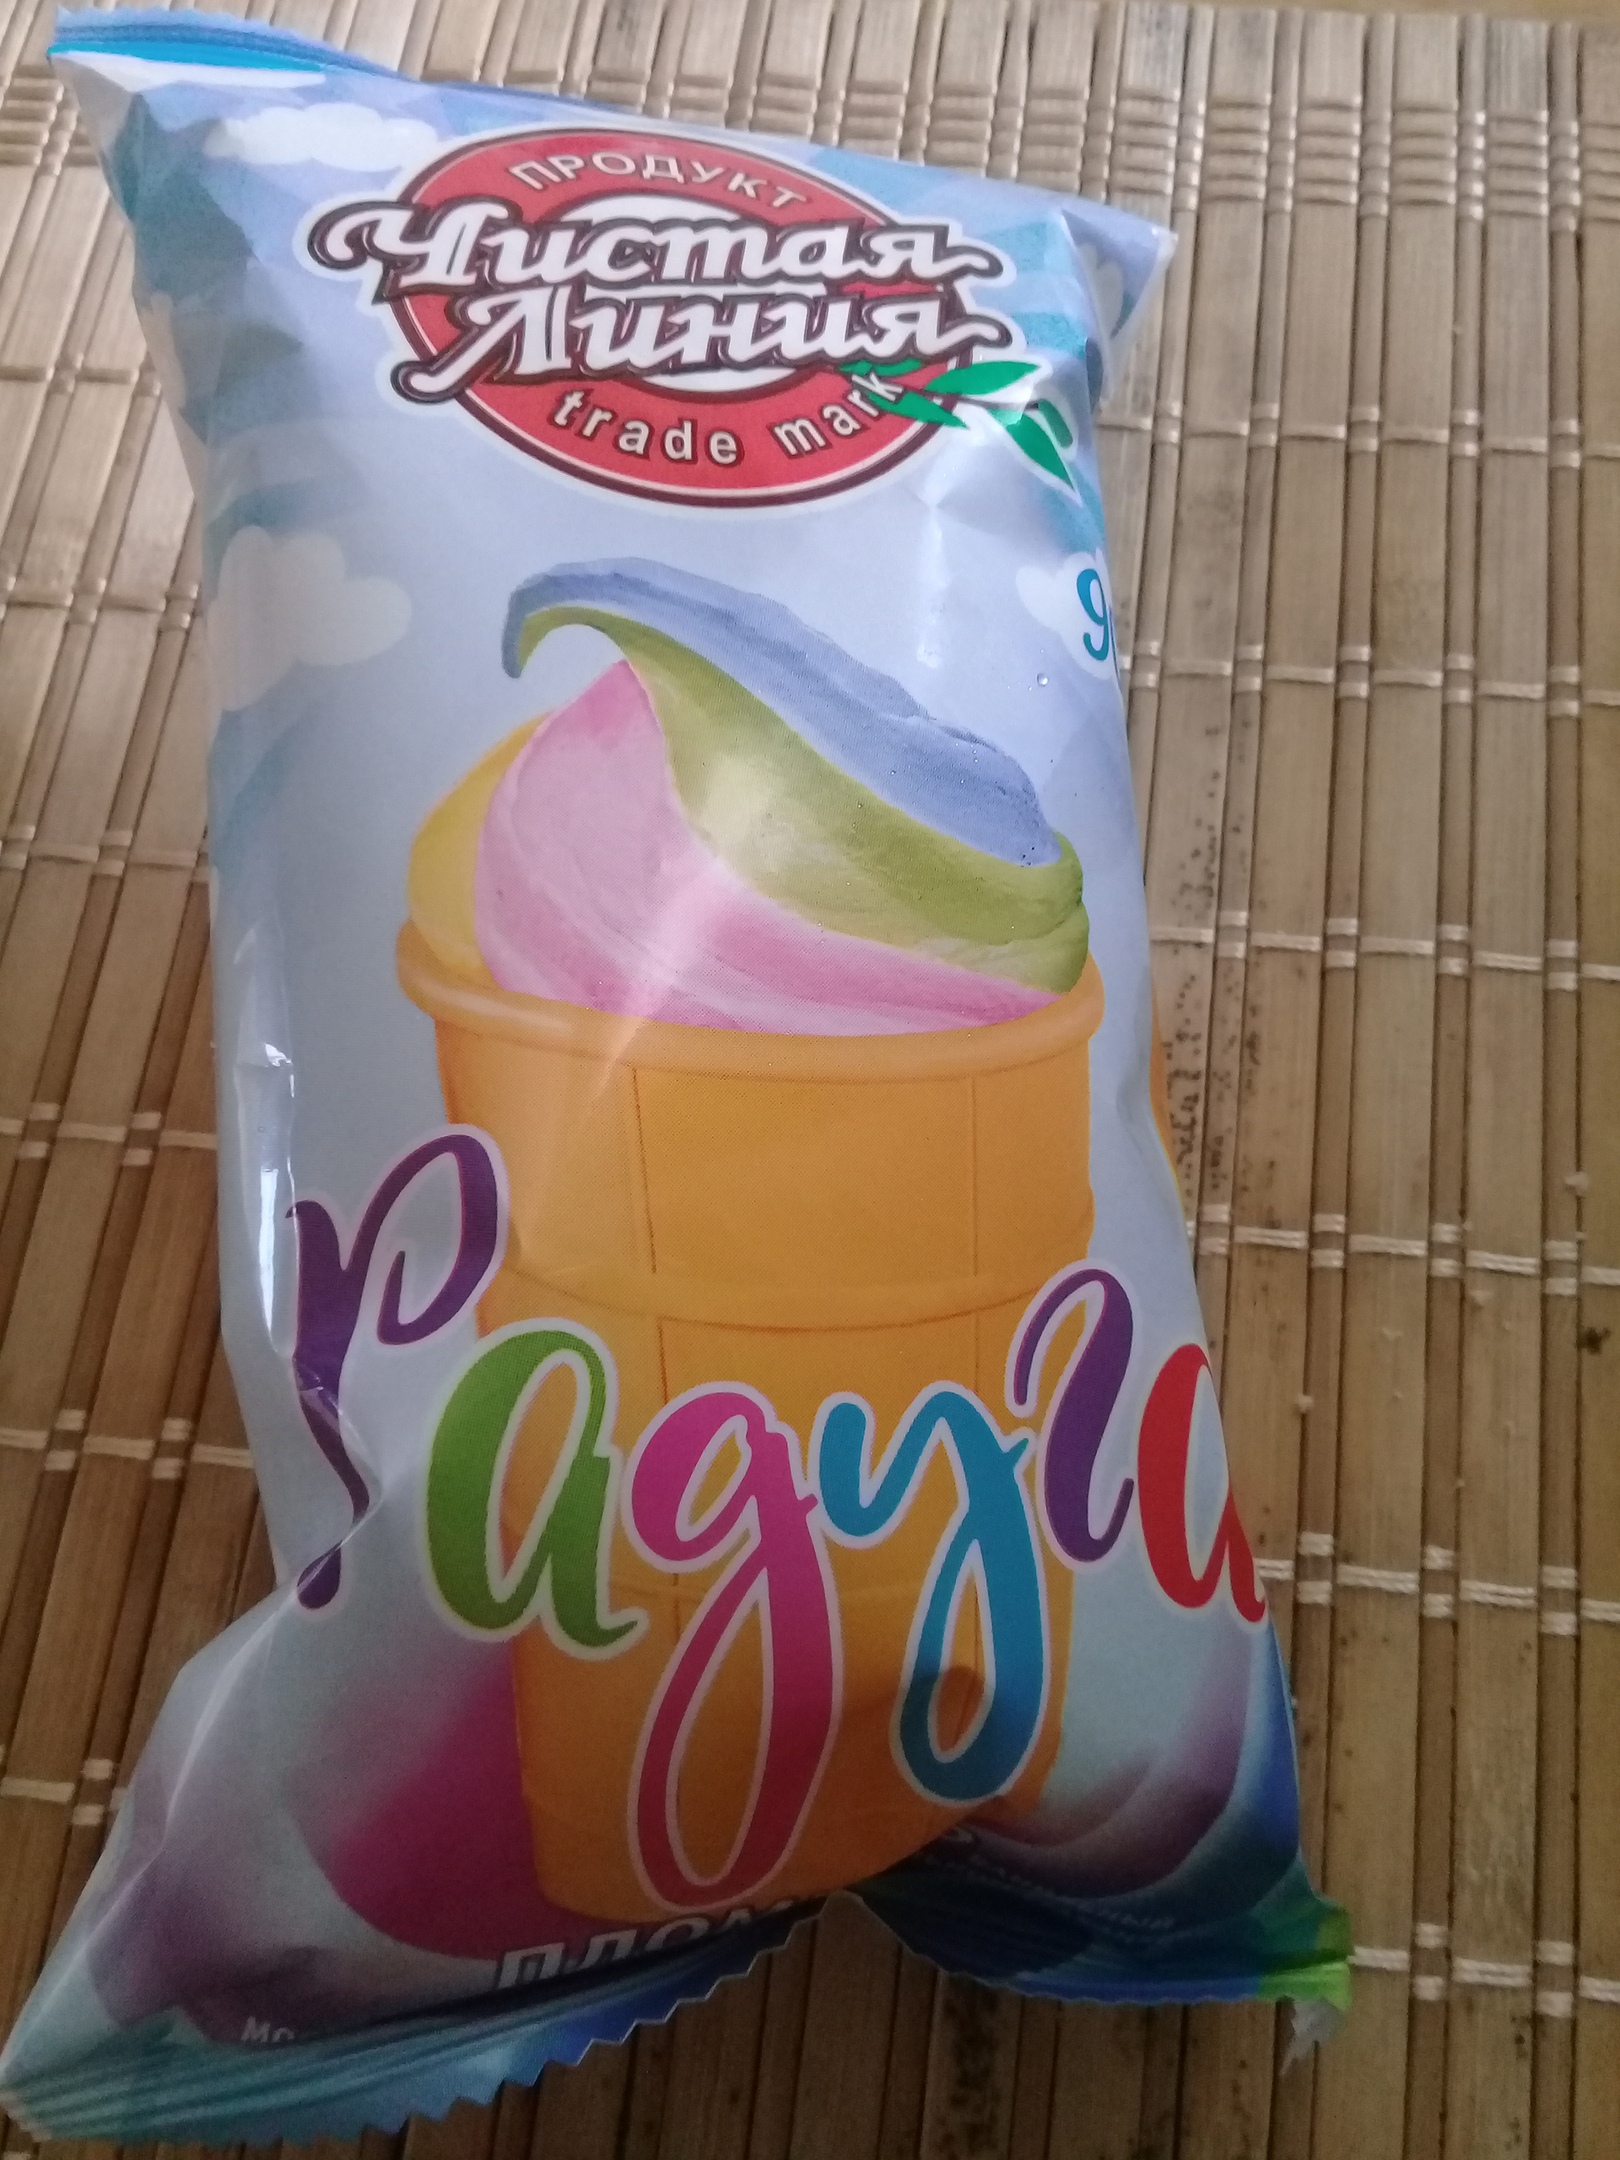 ПРОДУКТ
Чистая
Линия
trade mark
Радуга